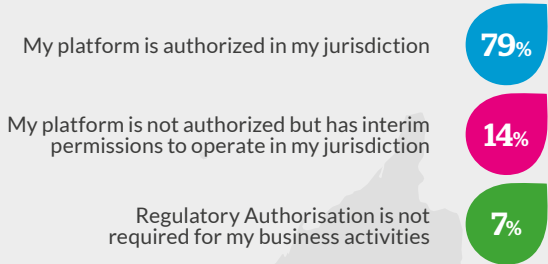 My platform is authorized in my jurisdiction
79%
My platform is not authorized but has interim
permissions to operate in my jurisdiction
14%
Regulatory Authorisation is not
required for my business activities
7%